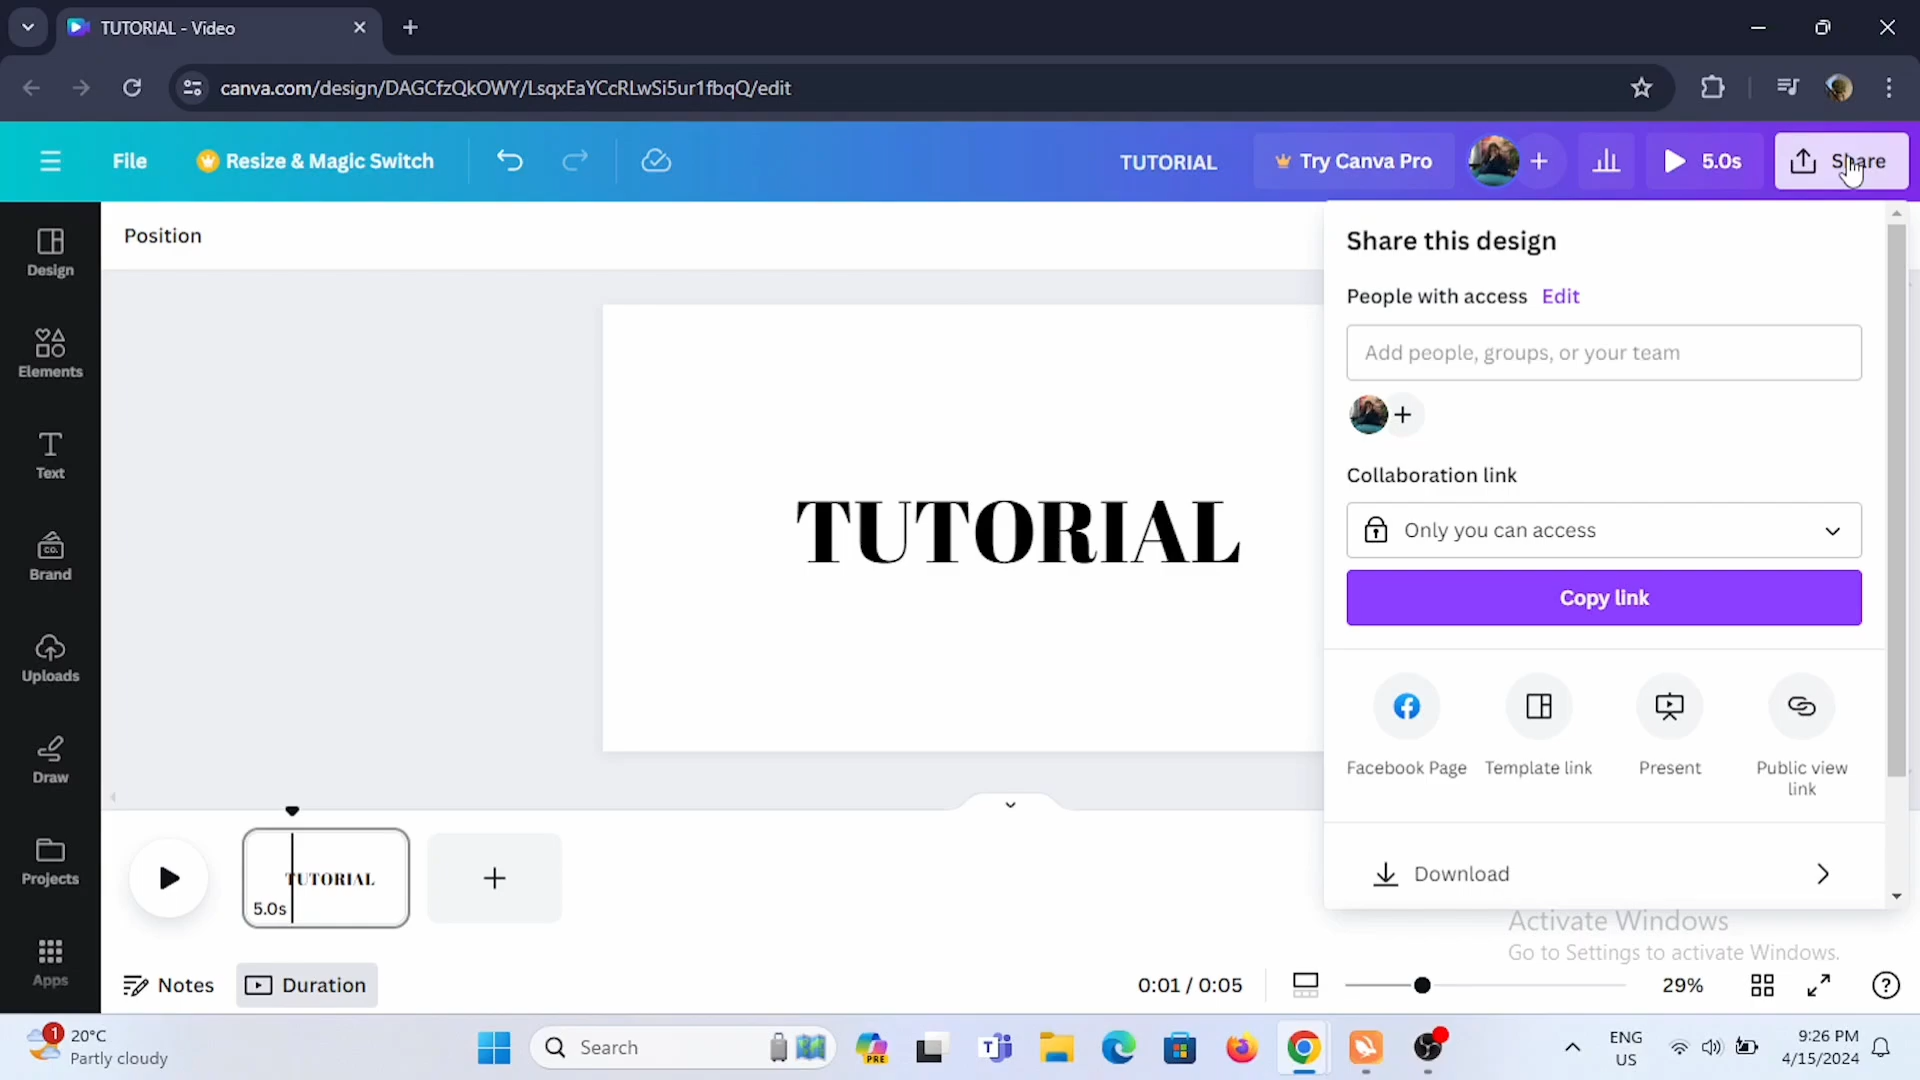 TUTORIAL - Video
canva.com/design/DAGCfzQkOWY/LsqxEaYCcRLwSi5ur1fbqQ/edit
File
Resize & Magic Switch
TUTORIAL
Try Canva Pro
5.0s
Share
Design
Elements
Text
CO.
Brand
Uploads
Draw
Projects
Apps
Position
TUTORIAL
Share this design
People with access Edit
Add people, groups, or your team
Collaboration link
Only you can access
Copy link
Facebook Page
Template link
Present
Public view
link
Download
TUTORIAL
5.0s
Activate Windows
Go to Settings to activate Windows.
Notes
Duration
0:01 / 0:05
29%
1
20°C
Partly cloudy
Search
PRE
ENG
US
9:26 PM
4/15/2024